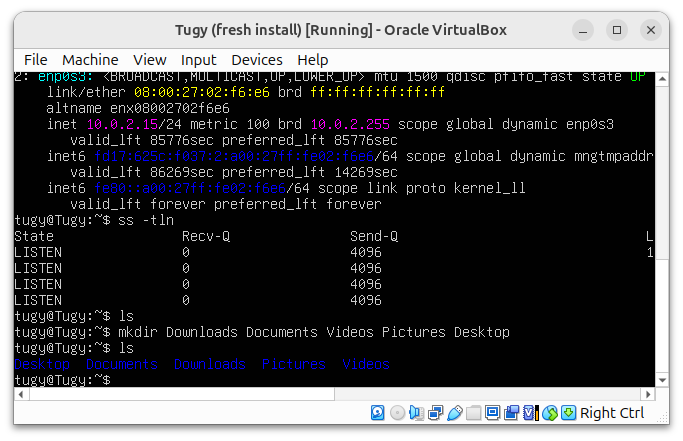 Tugy (fresh install) [Running] - Oracle VirtualBox
File Machine View Input Devices Help
2: enp0s3: <BROADCAST,MULTICAST,UP,LOWER_UP> mtu 1500 qdisc pfifo_fast state UP
link/ether 08:00:27:02:f6:e6 brd ff:ff:ff:ff:ff:ff
altname enx08002702f6e6
inet 10.0.2.15/24 metric 100 brd 10.0.2.255 scope global dynamic enp0s3
valid_lft 85776sec preferred_lft 85776sec
inet6 fd17:625c:f037:2:a00:27ff:fe02:f6e6/64 scope global dynamic mngtmpaddr
valid_lft 86269sec preferred_lft 14269sec
inet6 fe80::a00:27ff:fe02:f6e6/64 scope link proto kernel_ll
valid_lft forever preferred_lft forever
tugy@Tugy:~$ ss -tln
State Recv-Q Send-Q L
LISTEN 0 4096 1
LISTEN 0 4096
LISTEN 0 4096
LISTEN 0 4096
tugy@Tugy:~$ ls
tugy@Tugy:~$ mkdir Downloads Documents Videos Pictures Desktop
tugy@Tugy:~$ ls
Desktop Documents Downloads Pictures Videos
tugy@Tugy:~$
Right Ctrl